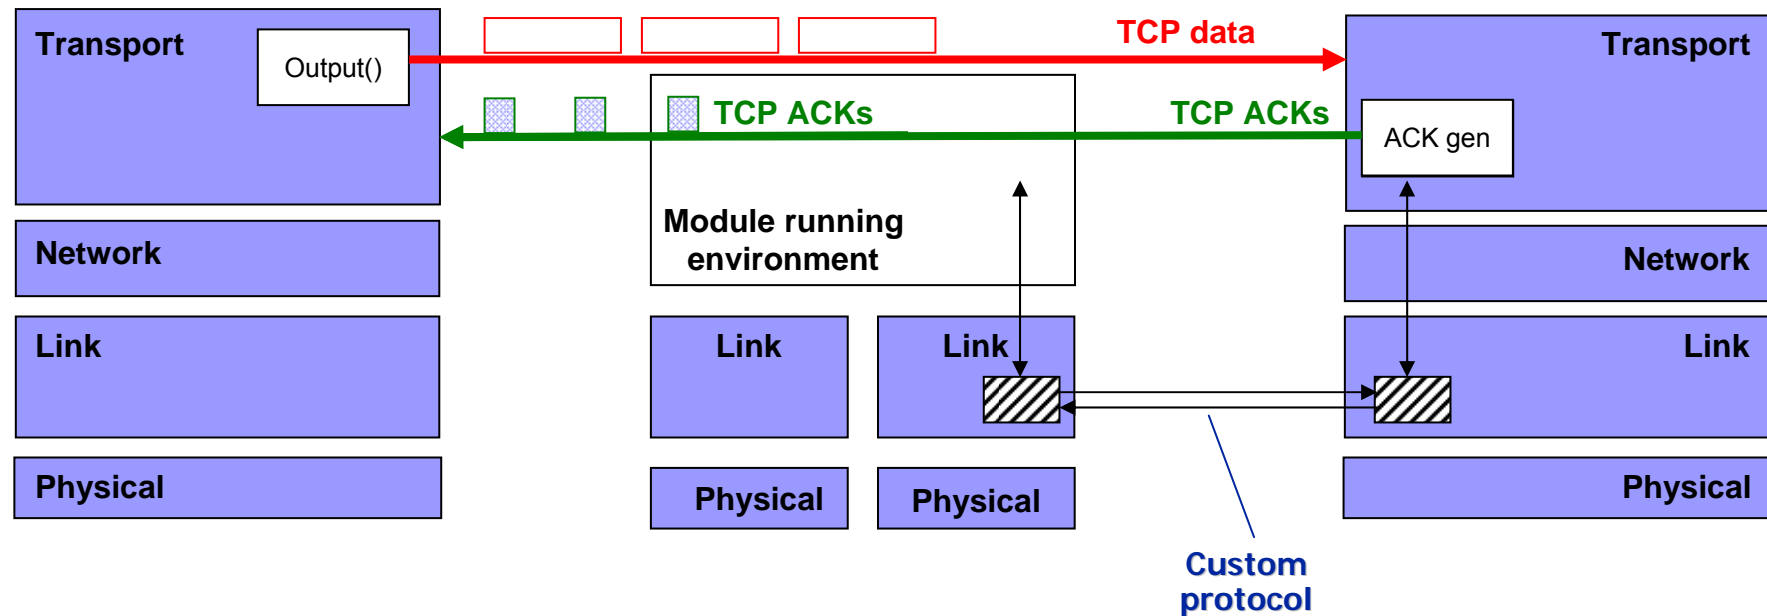 Transport
Output()
TCP data
Transport
TCP ACKs
TCP ACKs
ACK gen
Module running
environment
Network
Network
Link
Link
Link
Link
Physical
Physical
Physical
Physical
Custom
protocol